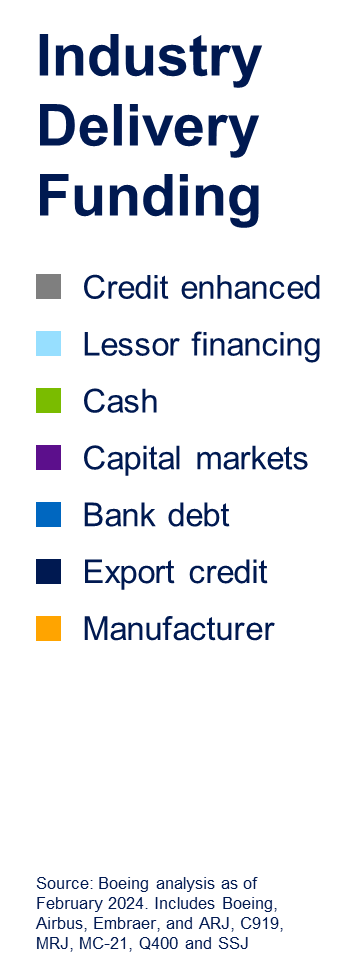 Industry
Delivery
Funding
Credit enhanced
Lessor financing
Cash
Capital markets
Bank debt
Export credit
Manufacturer
Source: Boeing analysis as of
February 2024. Includes Boeing,
Airbus, Embraer, and ARJ, C919,
MRJ, MC-21, Q400 and SSJ